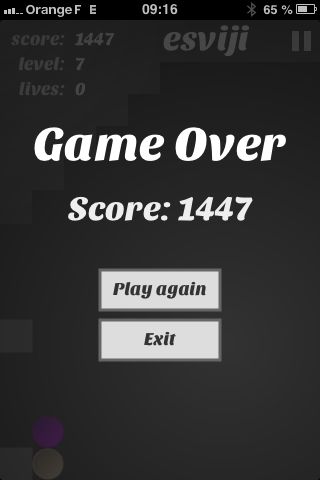 Orange F E 09:16 65 %
score: 1447 esviji
level: 7
lives: 0
Game Over
Score: 1447
Play again
Exit